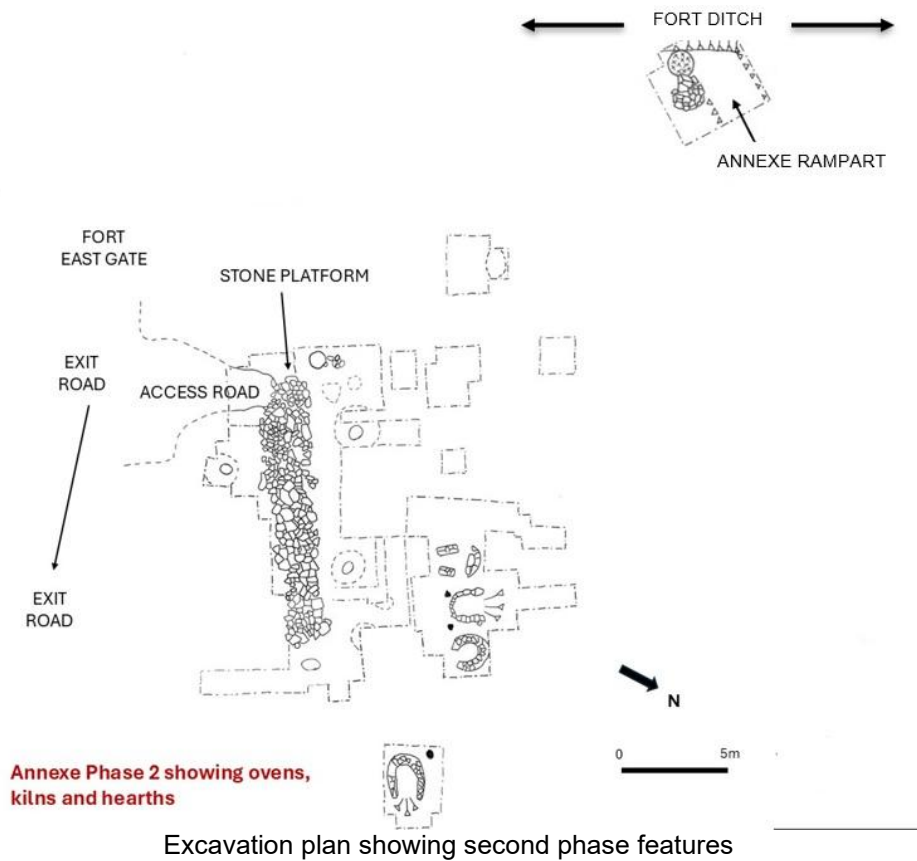 FORT DITCH
ANNEXE RAMPART
FORT
EAST GATE
STONE PLATFORM
EXIT
ROAD
ACCESS ROAD
EXIT
ROAD
N
0 5m
Annexe Phase 2 showing ovens,
kilns and hearths
Excavation plan showing second phase features